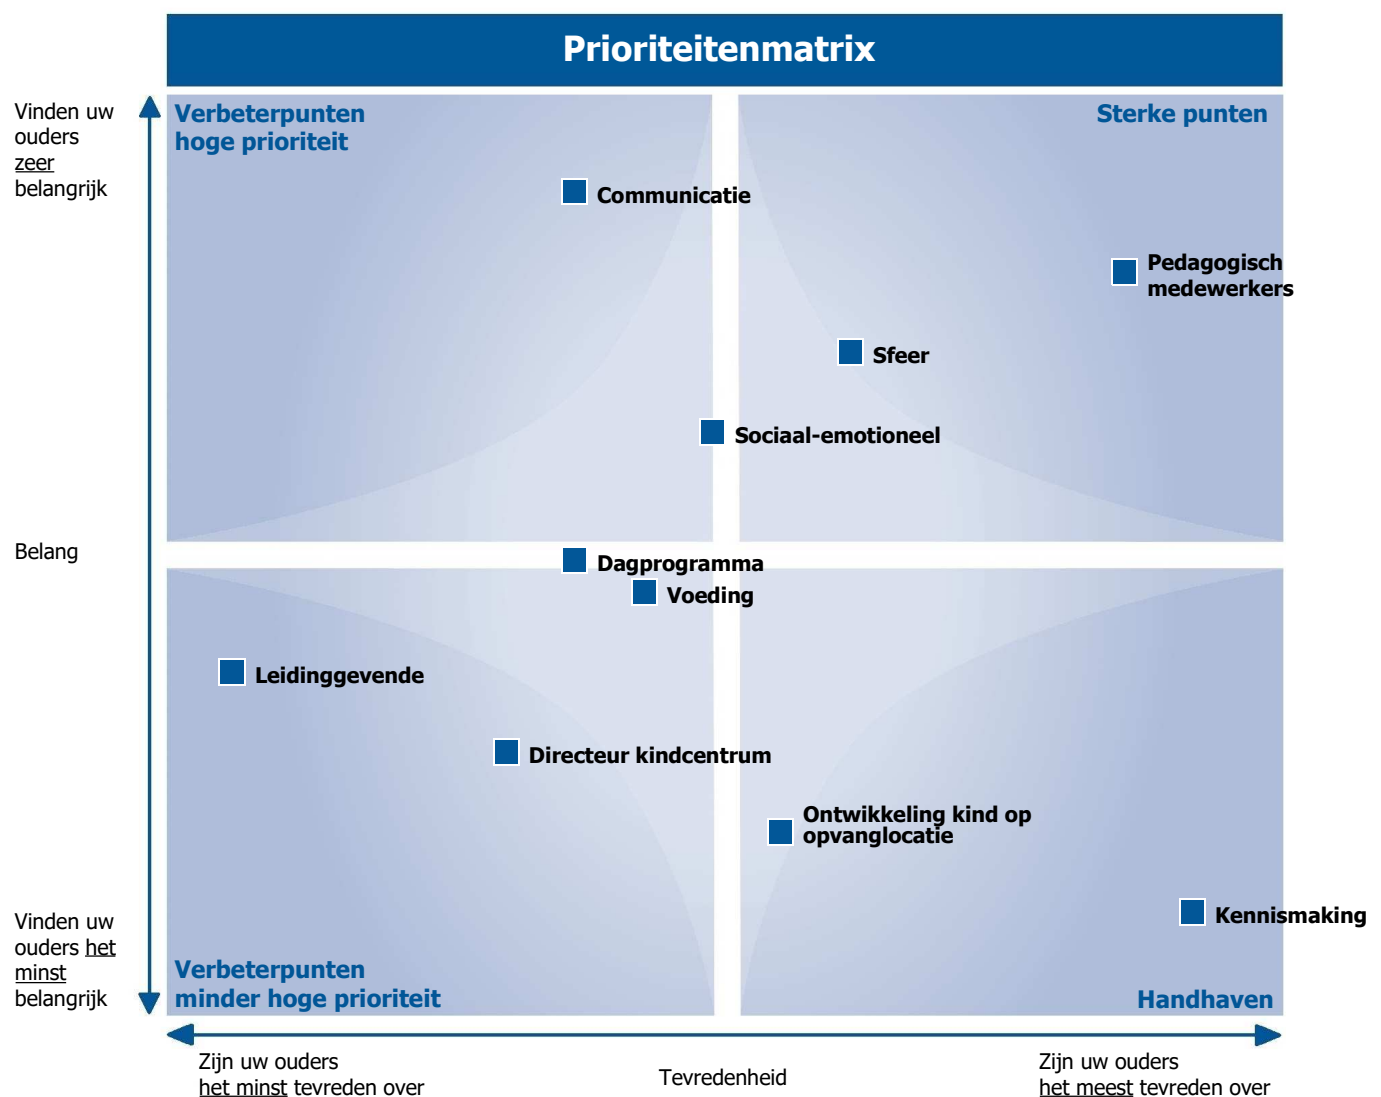 Prioriteitenmatrix
Vinden uw
ouders
zeer
belangrijk
Verbeterpunten
hoge prioriteit
Sterke punten
Communicatie
Pedagogisch
medewerkers
Sfeer
Sociaal-emotioneel
Belang
Dagprogramma
Voeding
Leidinggevende
Directeur kindcentrum
Ontwikkeling kind op
opvanglocatie
Kennismaking
Vinden uw
ouders het
minst
belangrijk
Verbeterpunten
minder hoge prioriteit
Handhaven
Zijn uw ouders
het minst tevreden over
Tevredenheid
Zijn uw ouders
het meest tevreden over